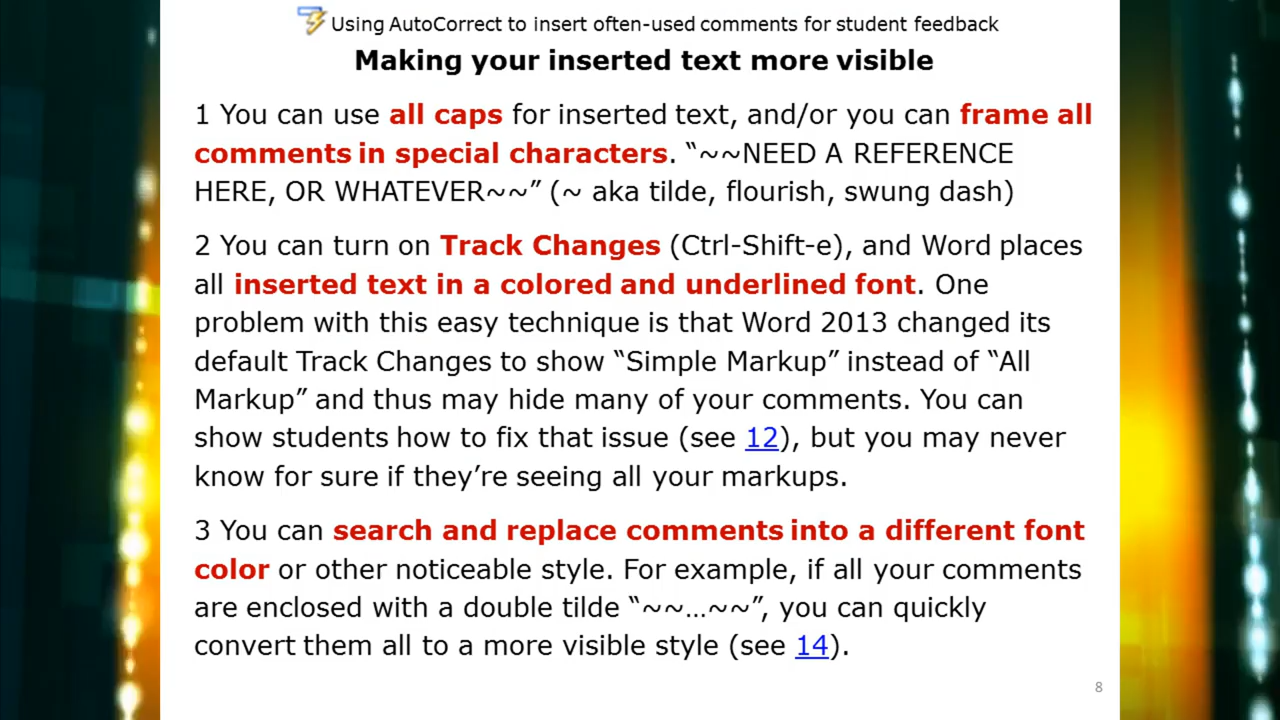 Using AutoCorrect to insert often-used comments for student feedback
Making your inserted text more visible
1 You can use all caps for inserted text, and/or you can frame all
comments in special characters. “~~NEED A REFERENCE
HERE, OR WHATEVER~~” (~ aka tilde, flourish, swung dash)
2 You can turn on Track Changes (Ctrl-Shift-e), and Word places
all inserted text in a colored and underlined font. One
problem with this easy technique is that Word 2013 changed its
default Track Changes to show “Simple Markup” instead of “All
Markup” and thus may hide many of your comments. You can
show students how to fix that issue (see 12), but you may never
know for sure if they’re seeing all your markups.
3 You can search and replace comments into a different font
color or other noticeable style. For example, if all your comments
are enclosed with a double tilde “~~…~~”, you can quickly
convert them all to a more visible style (see 14).
8